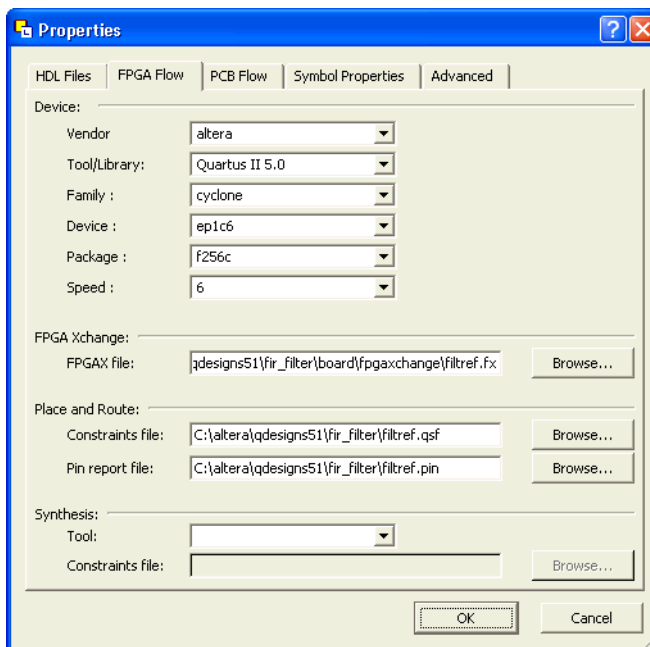 Properties
HDL Files FPGA Flow PCB Flow Symbol Properties Advanced
Device:
Vendor altera
Tool/Library: Quartus II 5.0
Family : cyclone
Device : ep1c6
Package : f256c
Speed : 6
FPGA Xchange:
FPGAX file: qdesigns51\fir_filter\board\fpgaxchange\filtref.fx Browse...
Place and Route:
Constraints file: C:\altera\qdesigns51\fir_filter\filtref.qsf Browse...
Pin report file: C:\altera\qdesigns51\fir_filter\filtref.pin Browse...
Synthesis:
Tool:
Constraints file: Browse...
OK Cancel